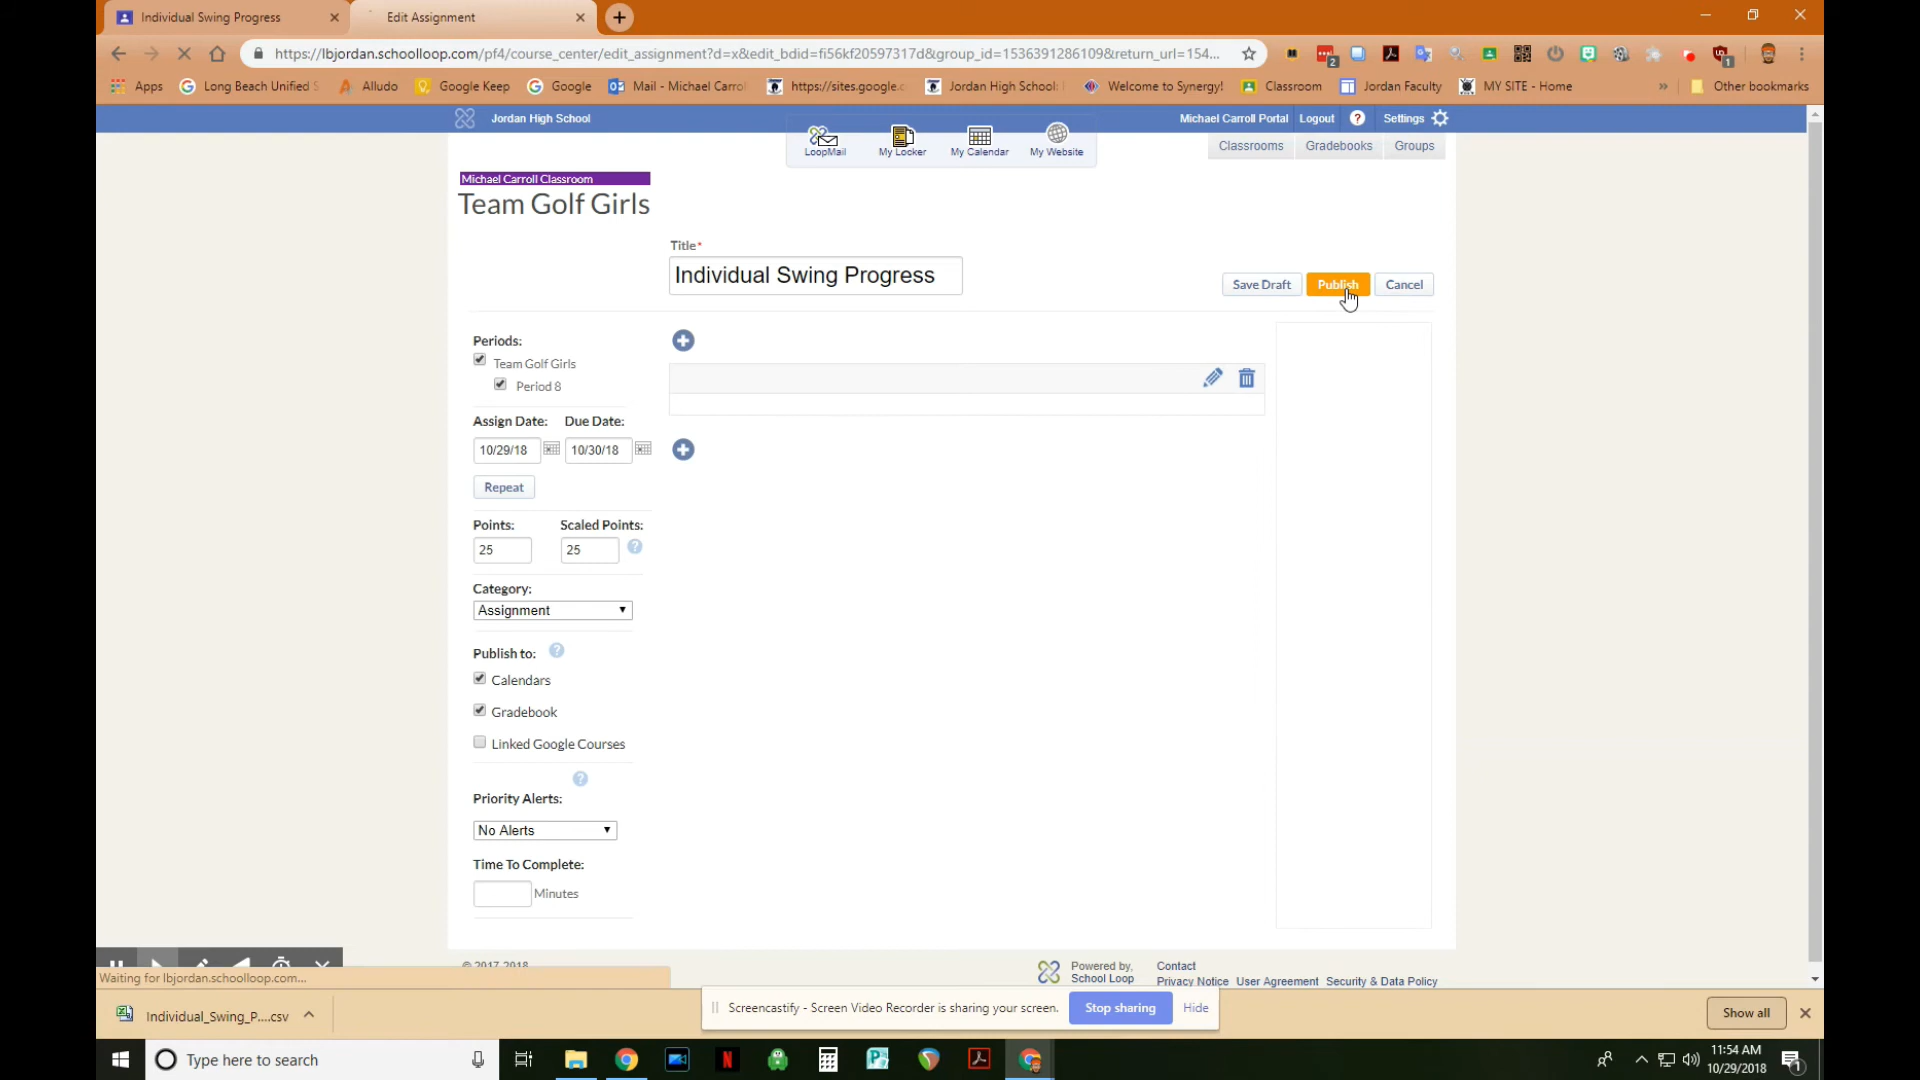 Individual Swing Progress
Edit Assignment
https://lbjordan.schoolloop.com/pf4/course_center/edit_assignment?d=x&edit_bdid=fi56kf20597317d&group_id=1536391286109&return_url=154...
2
1
Apps
Long Beach Unified S
Alludo
Google Keep
Google
Mail - Michael Carrol
https://sites.google.c
Jordan High School:
Welcome to Synergy!
Classroom
Jordan Faculty
MY SITE - Home
»
Other bookmarks
Jordan High School
LoopMail
My Locker
My Calendar
My Website
Michael Carroll Portal
Logout
?
Settings
Classrooms
Gradebooks
Groups
Michael Carroll Classroom
Team Golf Girls
Title*
Individual Swing Progress
Save Draft
Publish
Cancel
Periods:
Team Golf Girls
Period 8
Assign Date:
Due Date:
10/29/18
10/30/18
Repeat
Points:
Scaled Points:
25
25
?
Category:
Assignment
Publish to:
?
Calendars
Gradebook
Linked Google Courses
?
Priority Alerts:
No Alerts
Time To Complete:
Minutes
© 2017-2018
Powered by,
School Loop
Contact
Privacy Notice
User Agreement
Security & Data Policy
Waiting for lbjordan.schoolloop.com...
Individual_Swing_P....csv
Screencastify - Screen Video Recorder is sharing your screen.
Stop sharing
Hide
Show all
Type here to search
11:54 AM
10/29/2018
1